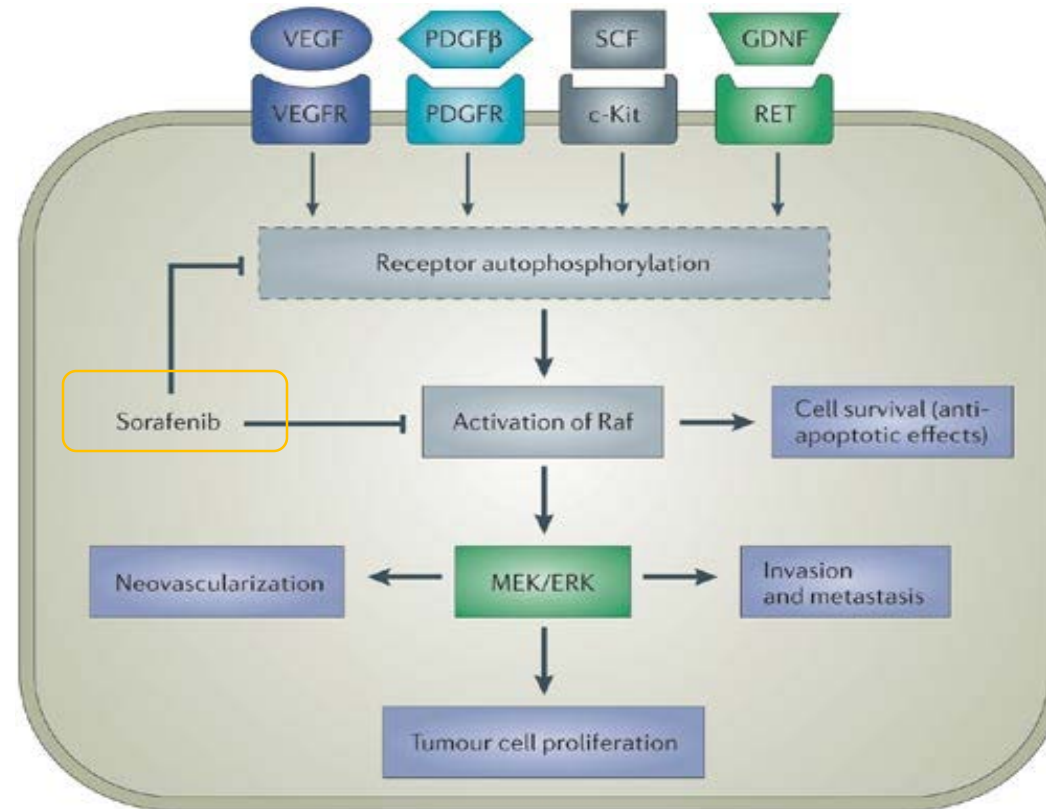 VEGF
PDGFβ
SCF
GDNF
VEGFR
PDGFR
c-Kit
RET
Receptor autophosphorylation
Sorafenib
Activation of Raf
Cell survival (anti-
apoptotic effects)
Neovascularization
MEK/ERK
Invasion
and metastasis
Tumour cell proliferation